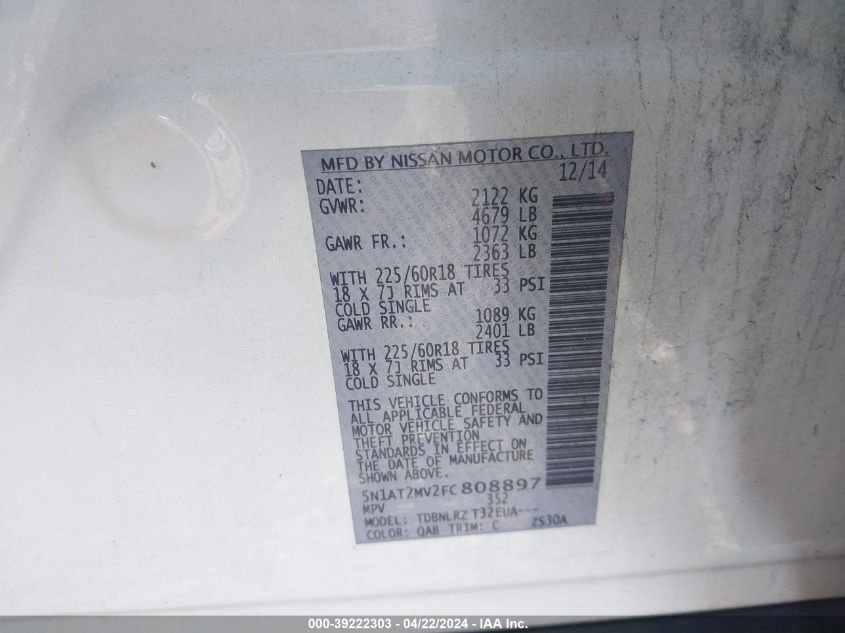 MFD BY NISSAN MOTOR CO., LTD.
DATE: 12/14
GVWR: 2122 KG
4679 LB
GAWR FR.: 1072 KG
2363 LB
WITH 225/60R18 TIRES
18 X 7J RIMS AT 33 PSI
COLD SINGLE
GAWR RR.: 1089 KG
2401 LB
WITH 225/60R18 TIRES
18 X 7J RIMS AT 33 PSI
COLD SINGLE
THIS VEHICLE CONFORMS TO
ALL APPLICABLE FEDERAL
MOTOR VEHICLE SAFETY AND
THEFT PREVENTION
STANDARDS IN EFFECT ON
THE DATE OF MANUFACTURE
SHOWN ABOVE.
5N1AT2MV2FC808897
MPV 352
MODEL: TDBNLRZ T32EUA---
COLOR: QAB TRIM: C ZS30A
000-39222303 - 04/22/2024 - IAA Inc.